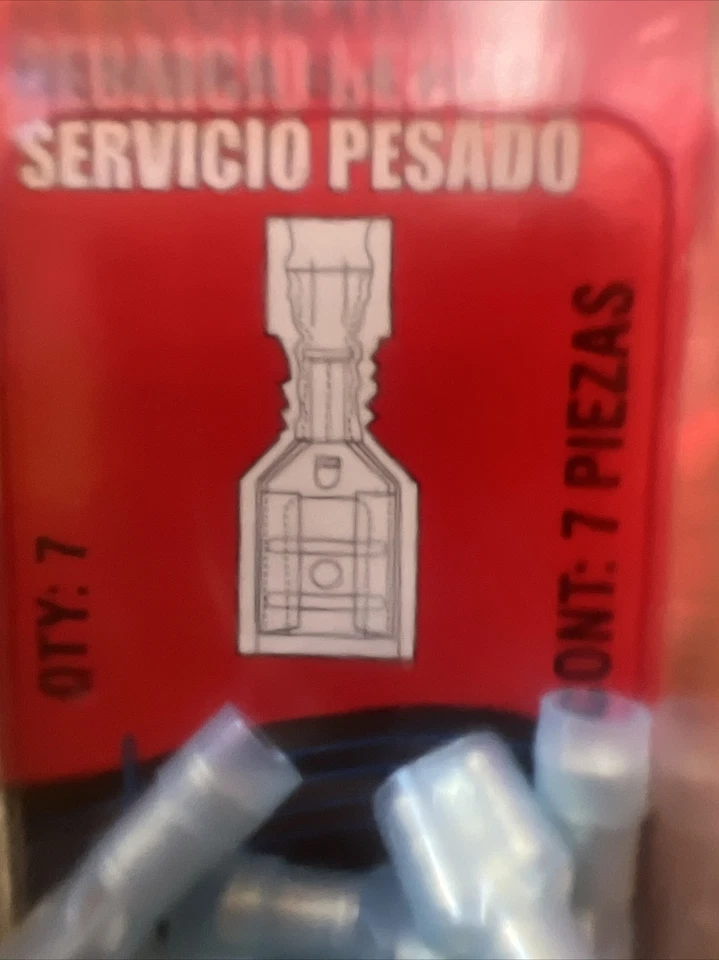 SERVICIO PESADO
QTY: 7
CONT: 7 PIEZAS